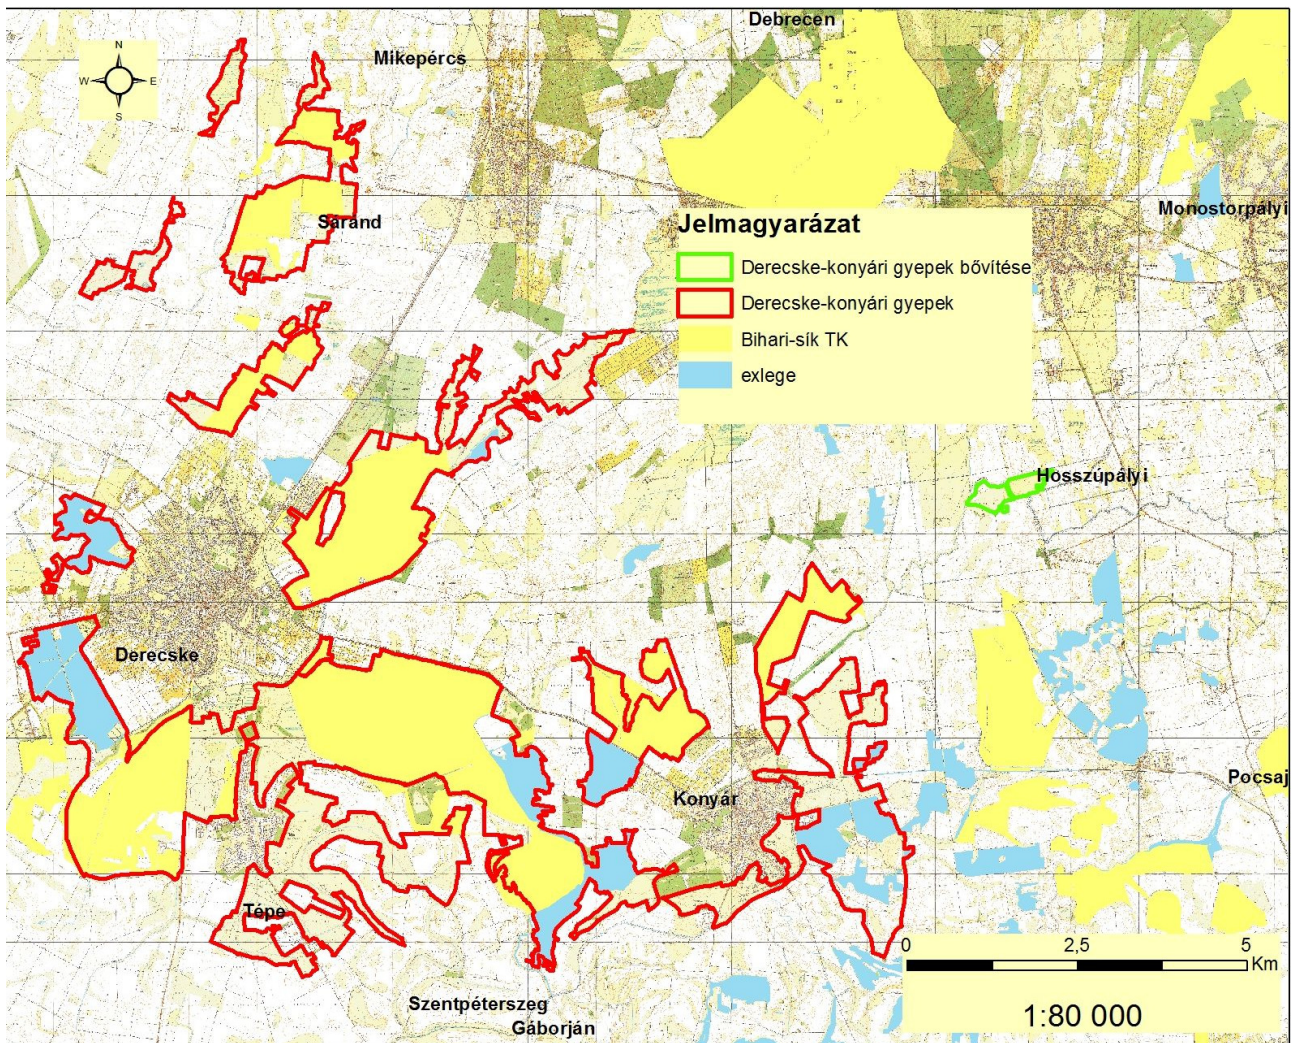 Debrecen
Mikepércs
N
W E
S
Monostorpályi
Sáránd
Jelmagyarázat
Derecske-konyári gyepek bővítése
Derecske-konyári gyepek
Bihari-sík TK
exlege
Hosszúpályi
Derecske
Pocsaj
Konyár
Tépe
0 2,5 5
Km
Szentpéterszeg
1:80 000
Gáborján